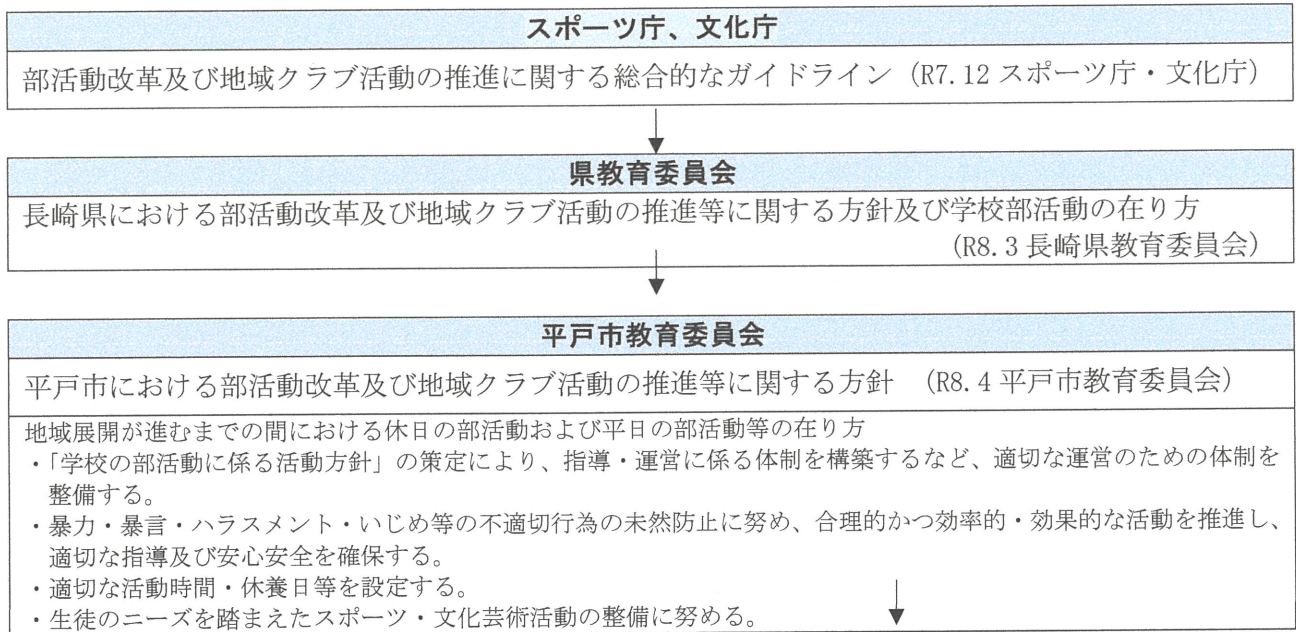 スポーツ庁、文化庁
部活動改革及び地域クラブ活動の推進に関する総合的なガイドライン（R7.12 スポーツ庁・文化庁）
県教育委員会
長崎県における部活動改革及び地域クラブ活動の推進等に関する方針及び学校部活動の在り方
（R8.3 長崎県教育委員会）
平戸市教育委員会
平戸市における部活動改革及び地域クラブ活動の推進等に関する方針　（R8.4 平戸市教育委員会）
地域展開が進むまでの間における休日の部活動および平日の部活動等の在り方
・「学校の部活動に係る活動方針」の策定により、指導・運営に係る体制を構築するなど、適切な運営のための体制を
整備する。
・暴力・暴言・ハラスメント・いじめ等の不適切行為の未然防止に努め、合理的かつ効率的・効果的な活動を推進し、
適切な指導及び安心安全を確保する。
・適切な活動時間・休養日等を設定する。
・生徒のニーズを踏まえたスポーツ・文化芸術活動の整備に努める。